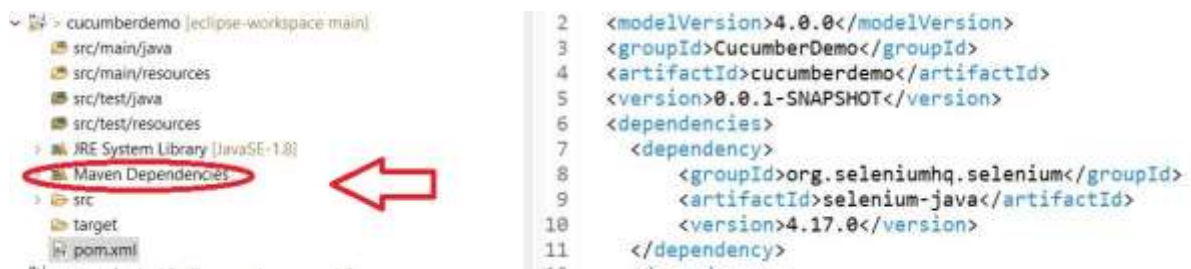 cucumberdemo [eclipse-workspace main]
src/main/java
src/main/resources
src/test/java
src/test/resources
JRE System Library [JavaSE-1.8]
Maven Dependencies
src
target
pom.xml
2 <modelVersion>4.0.0</modelVersion>
3 <groupId>CucumberDemo</groupId>
4 <artifactId>cucumberdemo</artifactId>
5 <version>0.0.1-SNAPSHOT</version>
6 <dependencies>
7 <dependency>
8 <groupId>org.seleniumhq.selenium</groupId>
9 <artifactId>selenium-java</artifactId>
10 <version>4.17.0</version>
11 </dependency>